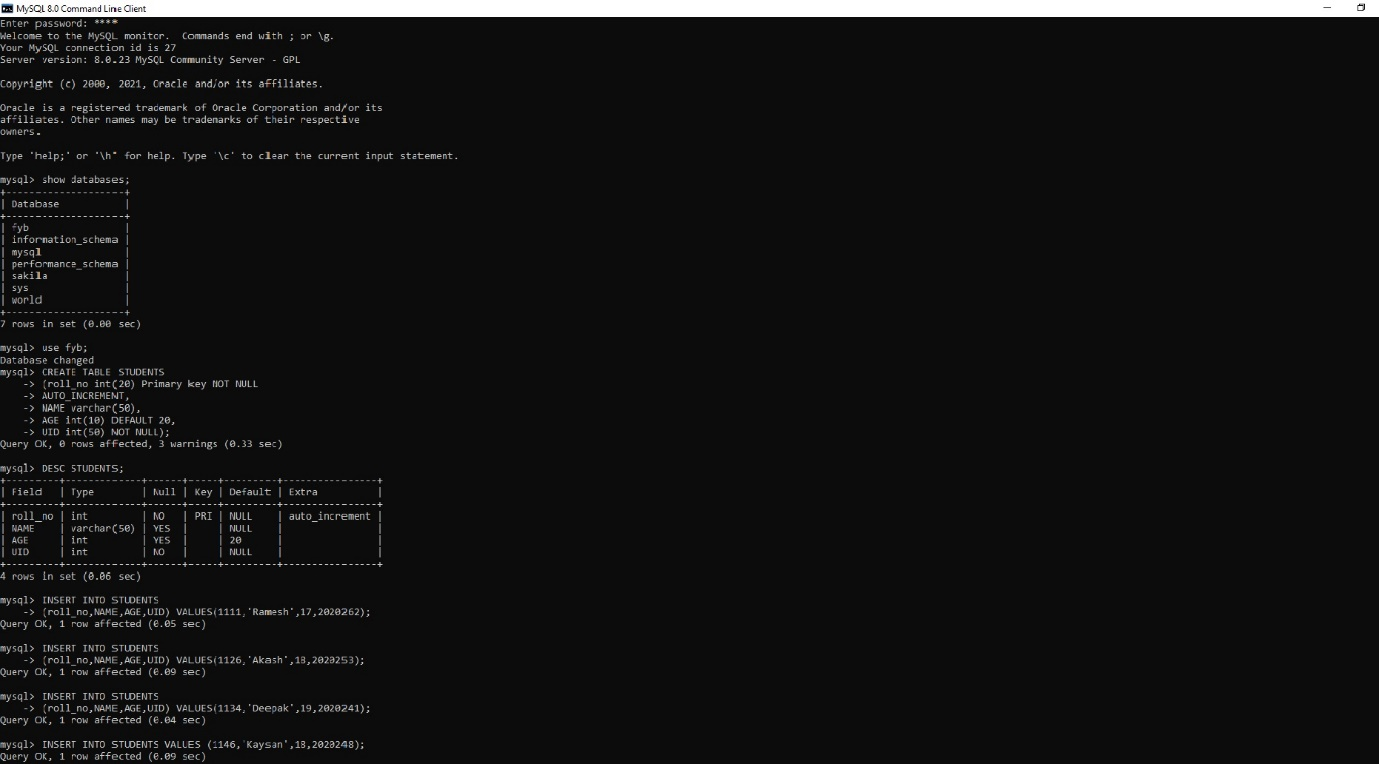 MySQL 8.0 Command Line Client
Enter password: ****
Welcome to the MySQL monitor.  Commands end with ; or \g.
Your MySQL connection id is 27
Server version: 8.0.23 MySQL Community Server - GPL
Copyright (c) 2000, 2021, Oracle and/or its affiliates.
Oracle is a registered trademark of Oracle Corporation and/or its
affiliates. Other names may be trademarks of their respective
owners.
Type 'help;' or '\h' for help. Type '\c' to clear the current input statement.
mysql> show databases;
+--------------------+
| Database           |
+--------------------+
| fyb                |
| information_schema |
| mysql              |
| performance_schema |
| sakila             |
| sys                |
| world              |
+--------------------+
7 rows in set (0.00 sec)
mysql> use fyb;
Database changed
mysql> CREATE TABLE STUDENTS
    -> (roll_no int(20) Primary key NOT NULL
    -> AUTO_INCREMENT,
    -> NAME varchar(50),
    -> AGE int(10) DEFAULT 20,
    -> UID int(50) NOT NULL);
Query OK, 0 rows affected, 3 warnings (0.33 sec)
mysql> DESC STUDENTS;
+---------+-------------+------+-----+---------+----------------+
| Field   | Type        | Null | Key | Default | Extra          |
+---------+-------------+------+-----+---------+----------------+
| roll_no | int         | NO   | PRI | NULL    | auto_increment |
| NAME    | varchar(50) | YES  |     | NULL    |                |
| AGE     | int         | YES  |     | 20      |                |
| UID     | int         | NO   |     | NULL    |                |
+---------+-------------+------+-----+---------+----------------+
4 rows in set (0.06 sec)
mysql> INSERT INTO STUDENTS
    -> (roll_no,NAME,AGE,UID) VALUES(1111,'Ramesh',17,2020262);
Query OK, 1 row affected (0.05 sec)
mysql> INSERT INTO STUDENTS
    -> (roll_no,NAME,AGE,UID) VALUES(1126,'Akash',18,2020253);
Query OK, 1 row affected (0.09 sec)
mysql> INSERT INTO STUDENTS
    -> (roll_no,NAME,AGE,UID) VALUES(1134,'Deepak',19,2020241);
Query OK, 1 row affected (0.04 sec)
mysql> INSERT INTO STUDENTS VALUES (1146,'Kaysan',18,2020248);
Query OK, 1 row affected (0.09 sec)